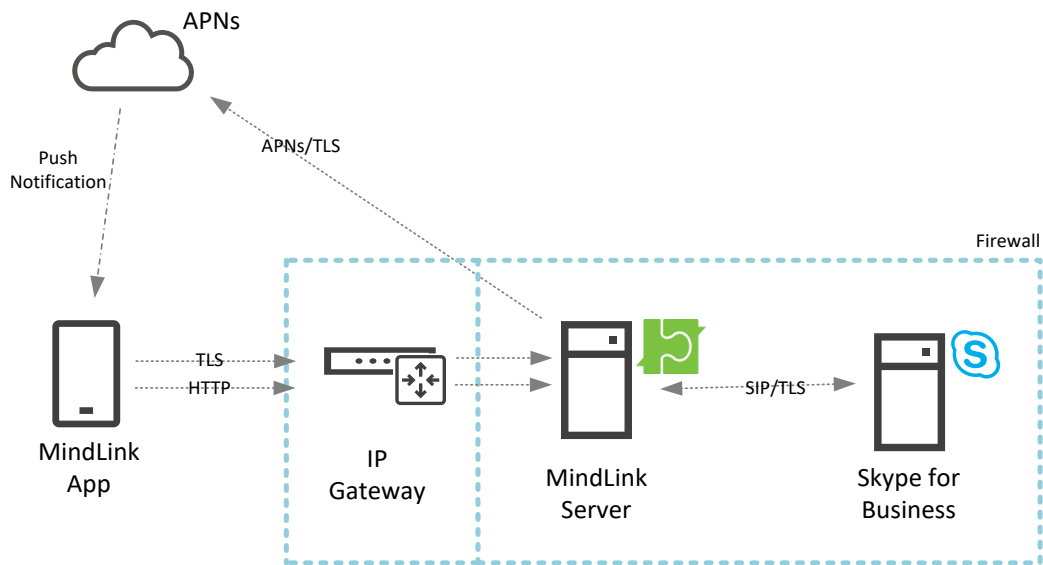 APNs
APNs/TLS
Push
Notification
Firewall
TLS
HTTP
SIP/TLS
MindLink
App
IP
Gateway
MindLink
Server
Skype for
Business
S